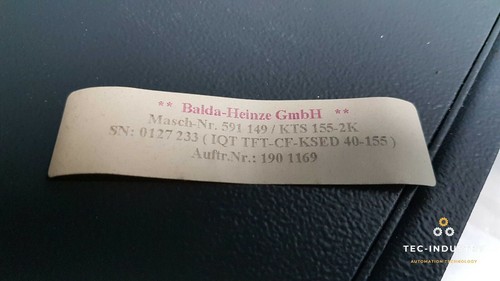 ** Balda-Heinze GmbH **
Masch-Nr. 591 149 / KTS 155-2K
SN: 0127 233 ( IQT TFT-CF-KSED 40-155 )
Auftr.Nr.: 190 1169
TEC-INDUSTRY
AUTOMATION TECHNOLOGY